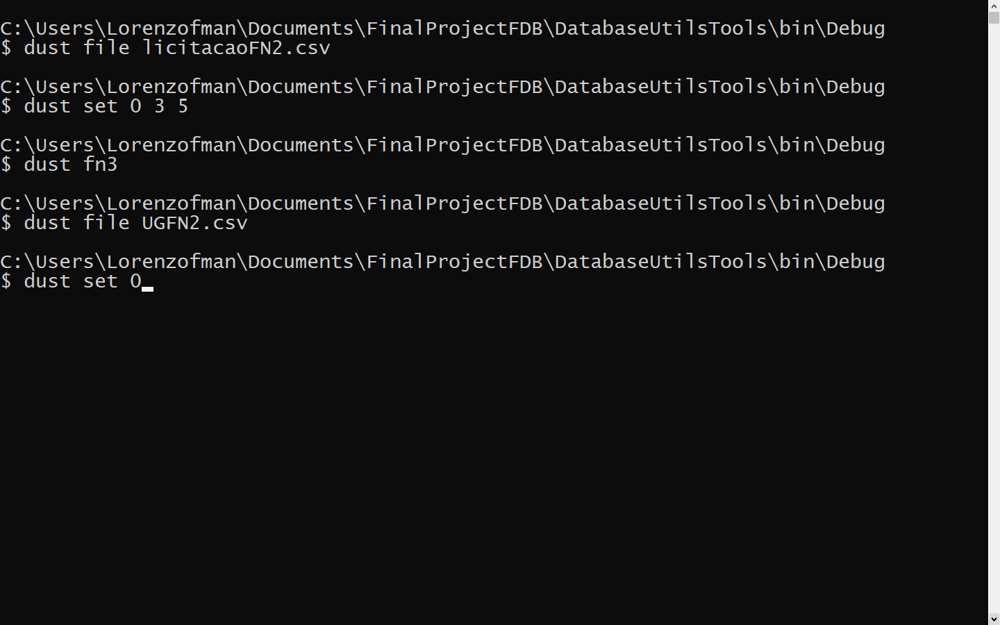 C:\Users\Lorenzofman\Documents\FinalProjectFDB\DatabaseUtilsTools\bin\Debug
$ dust file licitacaoFN2.csv
C:\Users\Lorenzofman\Documents\FinalProjectFDB\DatabaseUtilsTools\bin\Debug
$ dust set 0 3 5
C:\Users\Lorenzofman\Documents\FinalProjectFDB\DatabaseUtilsTools\bin\Debug
$ dust fn3
C:\Users\Lorenzofman\Documents\FinalProjectFDB\DatabaseUtilsTools\bin\Debug
$ dust file UGFN2.csv
C:\Users\Lorenzofman\Documents\FinalProjectFDB\DatabaseUtilsTools\bin\Debug
$ dust set 0